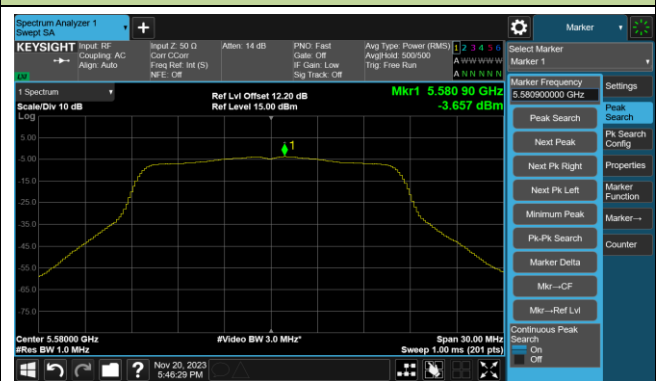 Spectrum Analyzer 1
Swept SA
Marker
KEYSIGHT
Input: RF
Coupling: AC
Align: Auto
Input Z: 50 Ω
Corr CCorr
Freq Ref: Int (S)
NFE: Off
Atten: 14 dB
PNO: Fast
Gate: Off
IF Gain: Low
Sig Track: Off
Avg Type: Power (RMS)
Avg|Hold: 500/500
Trig: Free Run
1 2 3 4 5 6
A W W W W W
A N N N N N
Select Marker
Marker 1
LXI
1 Spectrum
Scale/Div 10 dB
Log
Ref Lvl Offset 12.20 dB
Ref Level 15.00 dBm
Mkr1 5.580 90 GHz
-3.657 dBm
5.00
-5.00
-15.0
-25.0
-35.0
-45.0
-55.0
-65.0
-75.0
1
Center 5.58000 GHz
#Res BW 1.0 MHz
#Video BW 3.0 MHz*
Span 30.00 MHz
Sweep 1.00 ms (201 pts)
Marker Frequency
5.580900000 GHz
Peak Search
Next Peak
Next Pk Right
Next Pk Left
Minimum Peak
Pk-Pk Search
Marker Delta
Mkr→CF
Mkr→Ref Lvl
Continuous Peak
Search
On
Off
Settings
Peak
Search
Pk Search
Config
Properties
Marker
Function
Marker→
Counter
?
Nov 20, 2023
5:46:29 PM